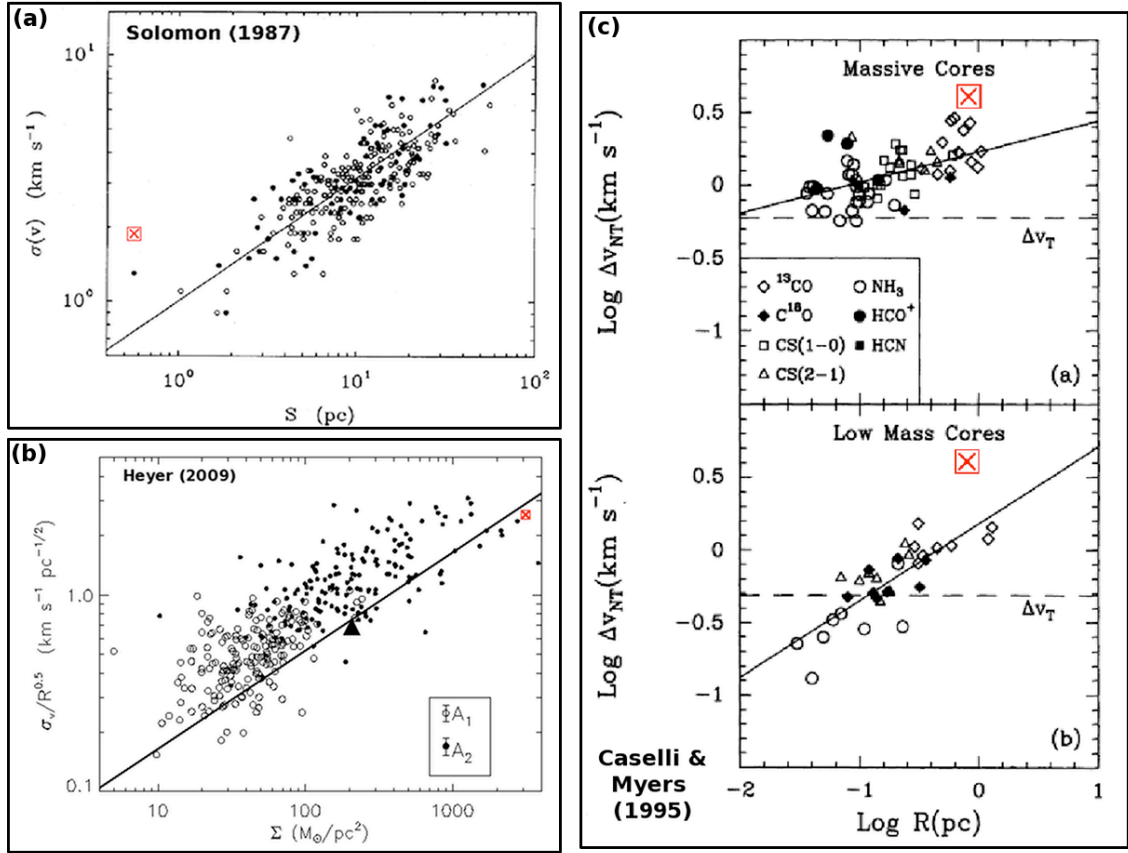 (a)
Solomon (1987)
10¹
10⁰
σ(v) (km s⁻¹)
10⁰ 10¹ 10²
S (pc)
(b)
Heyer (2009)
1.0
0.1
σᵥ/R⁰·⁵ (km s⁻¹ pc⁻¹/²)
A₁
A₂
10 100 1000
Σ (M☉/pc²)
(c)
Massive Cores
0.5
0
−0.5
−1
Log Δv_NT(km s⁻¹)
Δv_T
¹³CO NH₃
C¹⁸O HCO⁺
CS(1−0) HCN
CS(2−1)
(a)
Low Mass Cores
0.5
0
−0.5
−1
Log Δv_NT(km s⁻¹)
Δv_T
(b)
Caselli &
Myers
(1995)
−2 −1 0 1
Log R(pc)